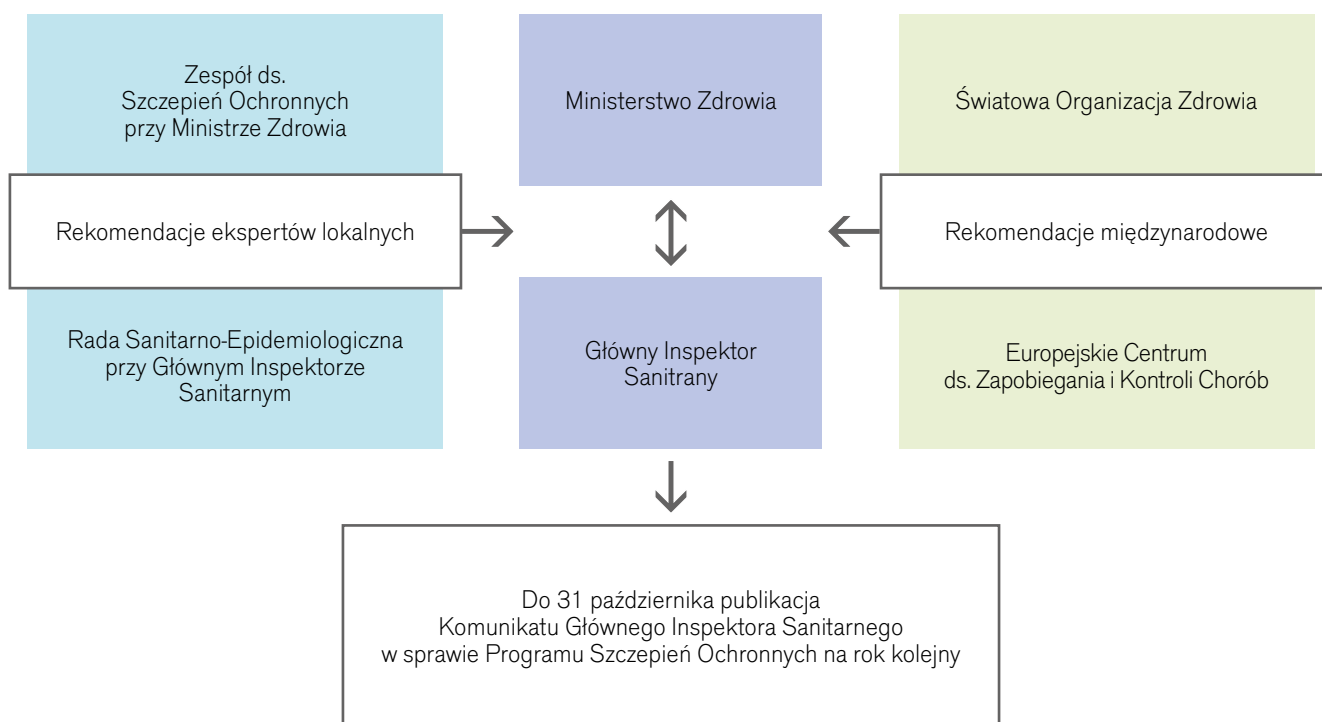 Zespół ds.
Szczepień Ochronnych
przy Ministrze Zdrowia
Ministerstwo Zdrowia
Światowa Organizacja Zdrowia
Rekomendacje ekspertów lokalnych
Rekomendacje międzynarodowe
Rada Sanitarno-Epidemiologiczna
przy Głównym Inspektorze
Sanitarnym
Główny Inspektor
Sanitrany
Europejskie Centrum
ds. Zapobiegania i Kontroli Chorób
Do 31 października publikacja
Komunikatu Głównego Inspektora Sanitarnego
w sprawie Programu Szczepień Ochronnych na rok kolejny